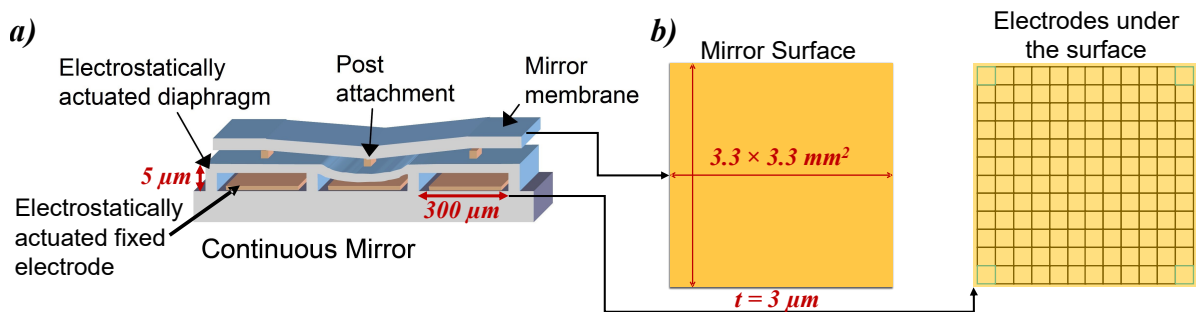 a)
Electrostatically
actuated diaphragm
Post
attachment
Mirror
membrane
5 μm
300 μm
Electrostatically
actuated fixed
electrode
Continuous Mirror
b)
Mirror Surface
3.3 × 3.3 mm²
t = 3 μm
Electrodes under
the surface